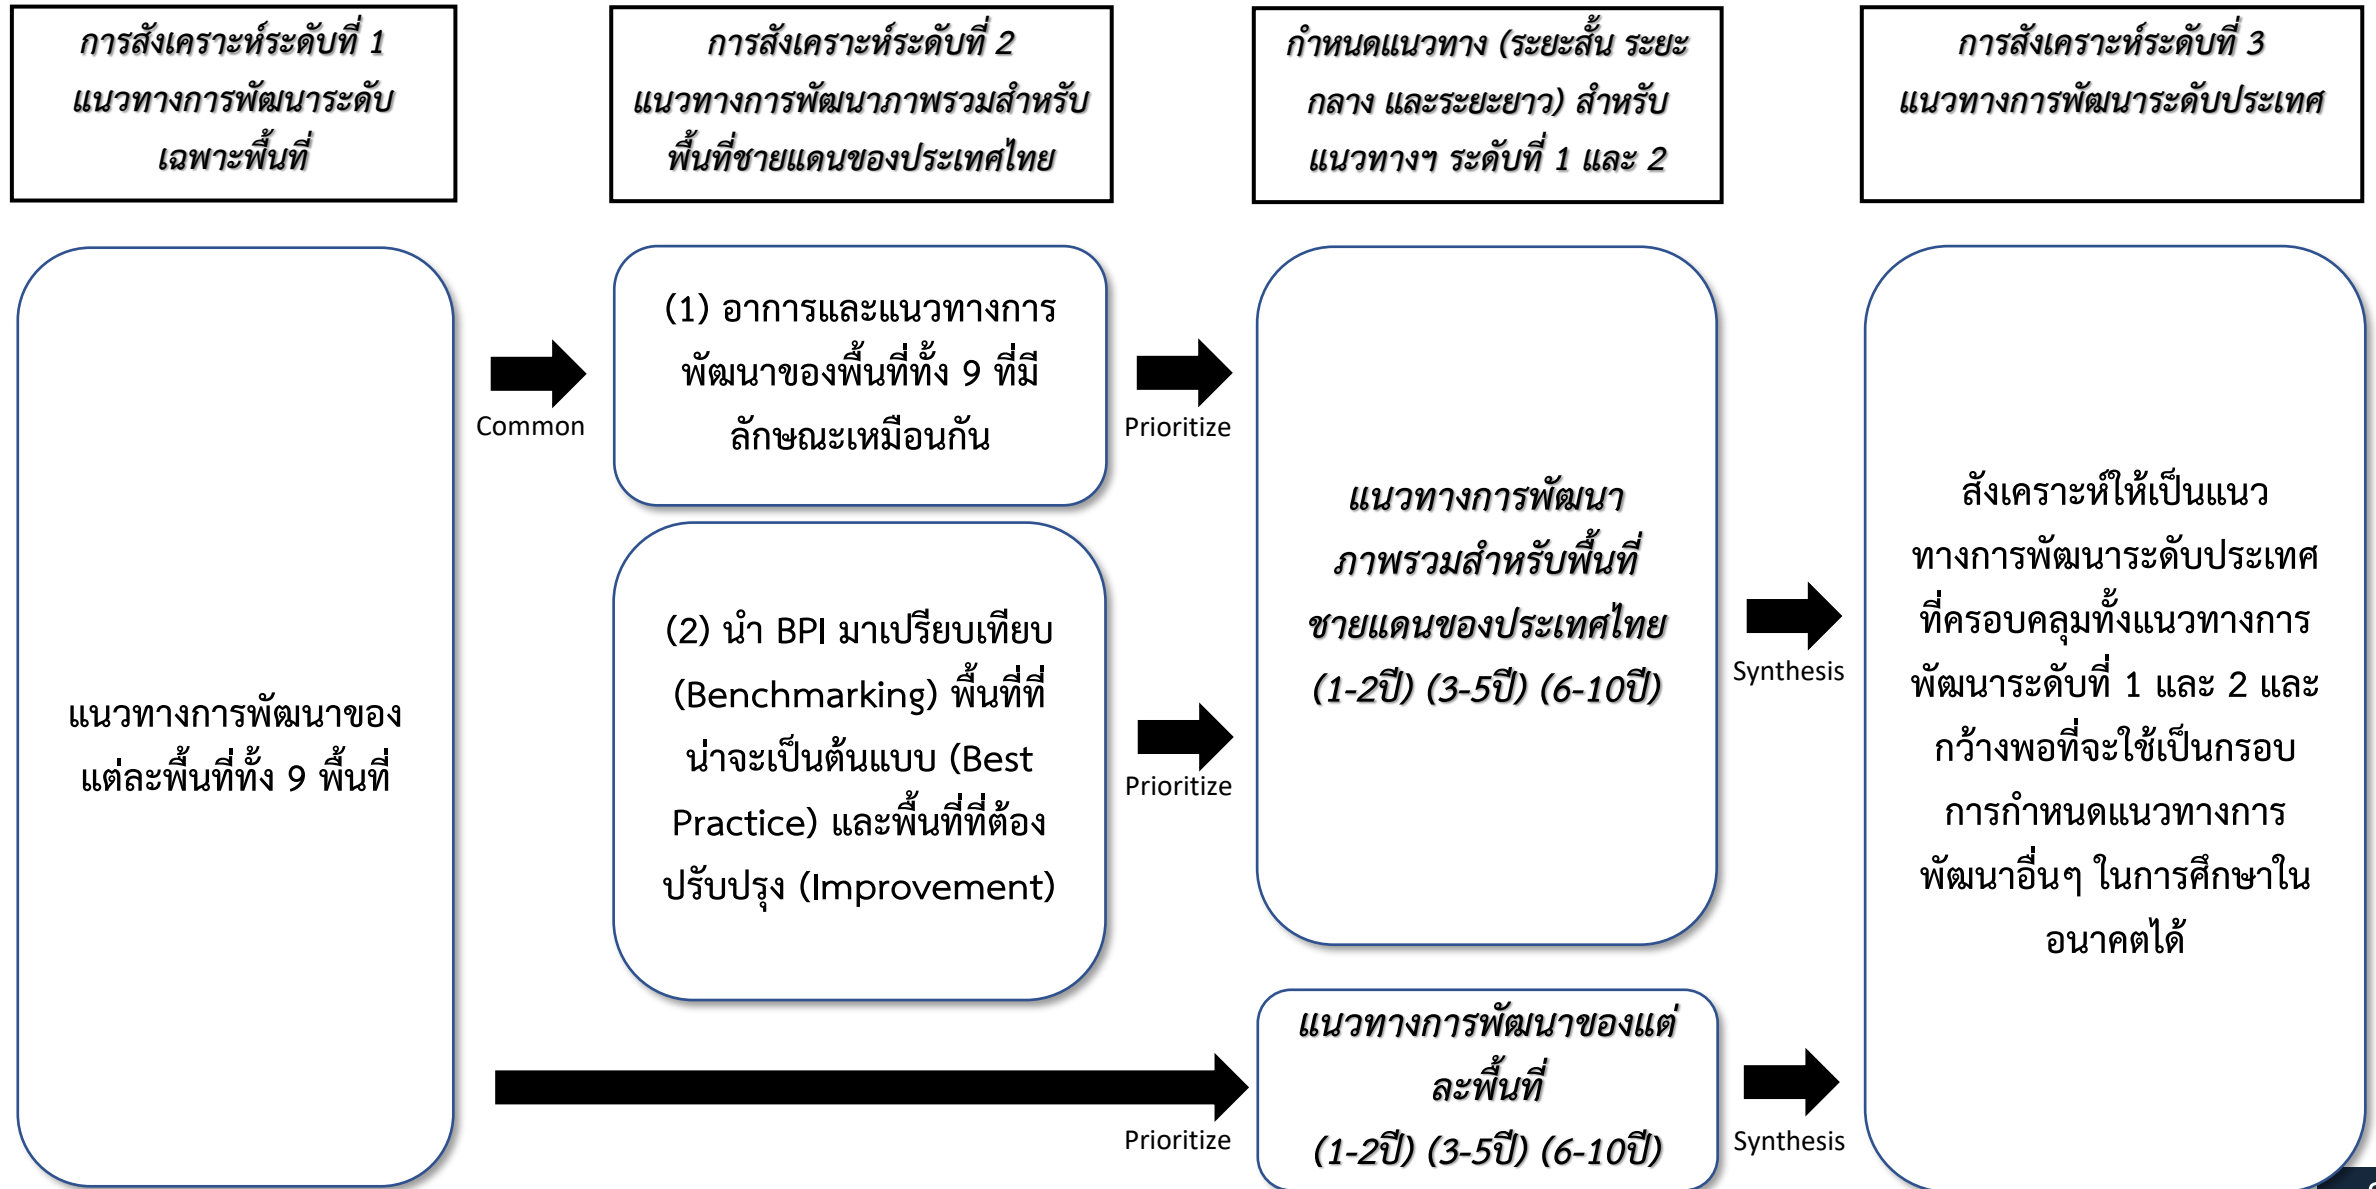 การสังเคราะห์ระดับที่ 1
แนวทางการพัฒนาระดับ
เฉพาะพื้นที่
การสังเคราะห์ระดับที่ 2
แนวทางการพัฒนาภาพรวมสำหรับ
พื้นที่ชายแดนของประเทศไทย
กำหนดแนวทาง (ระยะสั้น ระยะ
กลาง และระยะยาว) สำหรับ
แนวทางฯ ระดับที่ 1 และ 2
การสังเคราะห์ระดับที่ 3
แนวทางการพัฒนาระดับประเทศ
แนวทางการพัฒนาของ
แต่ละพื้นที่ทั้ง 9 พื้นที่
Common
(1) อาการและแนวทางการ
พัฒนาของพื้นที่ทั้ง 9 ที่มี
ลักษณะเหมือนกัน
Prioritize
(2) นำ BPI มาเปรียบเทียบ
(Benchmarking) พื้นที่ที่
น่าจะเป็นต้นแบบ (Best
Practice) และพื้นที่ที่ต้อง
ปรับปรุง (Improvement)
Prioritize
แนวทางการพัฒนา
ภาพรวมสำหรับพื้นที่
ชายแดนของประเทศไทย
(1-2ปี) (3-5ปี) (6-10ปี)
Synthesis
Prioritize
แนวทางการพัฒนาของแต่
ละพื้นที่
(1-2ปี) (3-5ปี) (6-10ปี)
Synthesis
สังเคราะห์ให้เป็นแนว
ทางการพัฒนาระดับประเทศ
ที่ครอบคลุมทั้งแนวทางการ
พัฒนาระดับที่ 1 และ 2 และ
กว้างพอที่จะใช้เป็นกรอบ
การกำหนดแนวทางการ
พัฒนาอื่นๆ ในการศึกษาใน
อนาคตได้